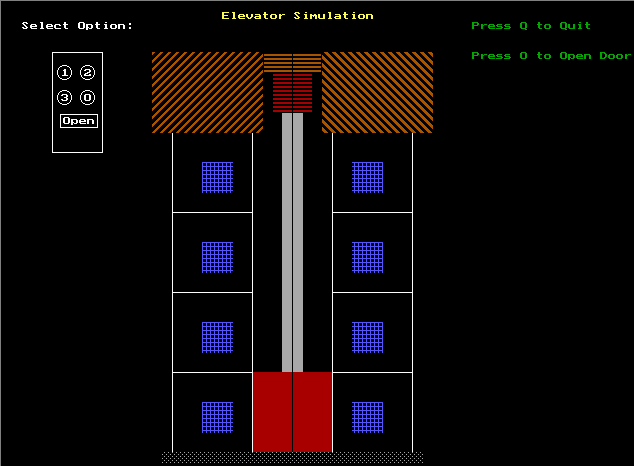 Elevator Simulation
Select Option:
Press Q to Quit
Press O to Open Door
1 2
3 0
Open